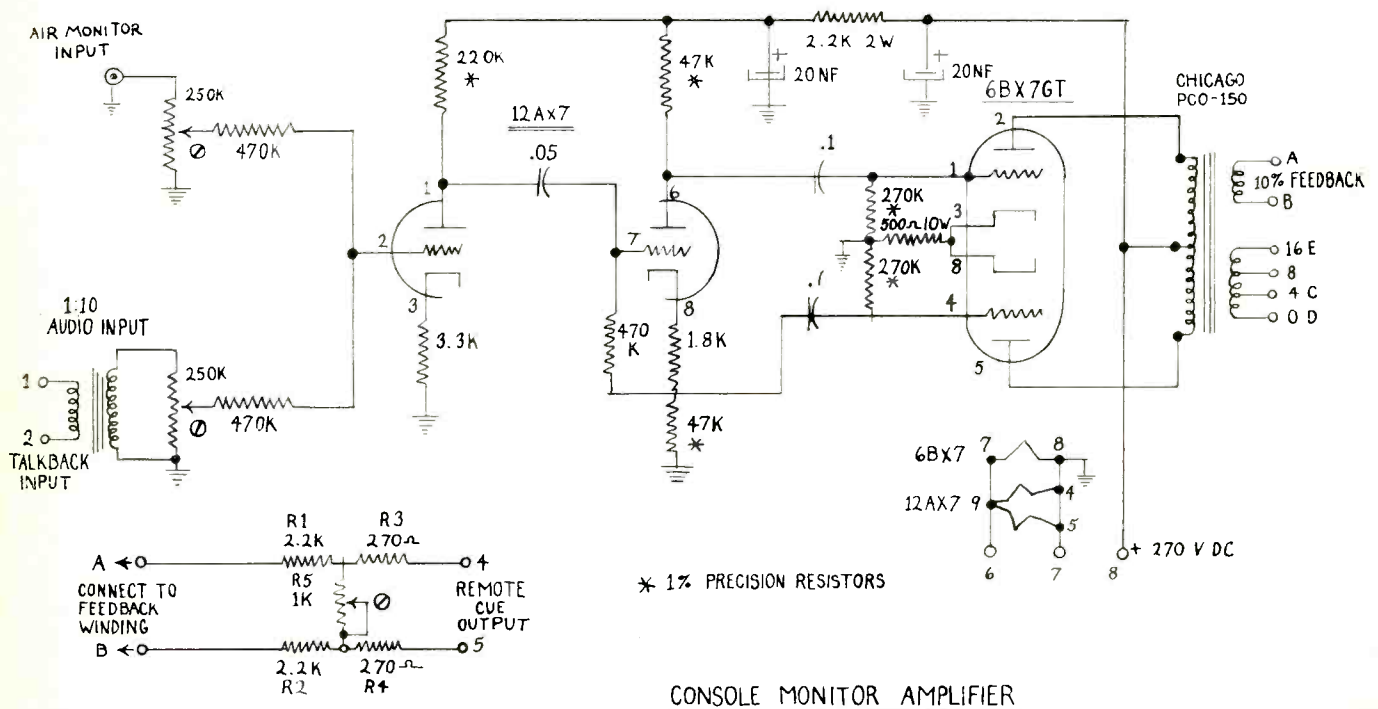 AIR MONITOR
INPUT
250K
470K
220K
*
47K
*
2.2K 2W
+
20NF
+
20NF
6BX7GT
CHICAGO
PCO-150
12AX7
.05
.1
1
2
3
3.3K
6
7
8
470
K
1.8K
47K
*
270K
*
500Ω 10W
270K
*
.1
2
1
3
8
4
5
A
10% FEEDBACK
B
16 E
8
4 C
0 D
1:10
AUDIO INPUT
1
2
TALKBACK
INPUT
250K
470K
6BX7
7
8
12AX7 9
4
5
6
7
8
+ 270 V DC
R1
2.2K
R3
270Ω
A
4
R5
1K
CONNECT TO
FEEDBACK
WINDING
REMOTE
CUE
OUTPUT
B
5
2.2K
R2
270Ω
R4
* 1% PRECISION RESISTORS
CONSOLE MONITOR AMPLIFIER